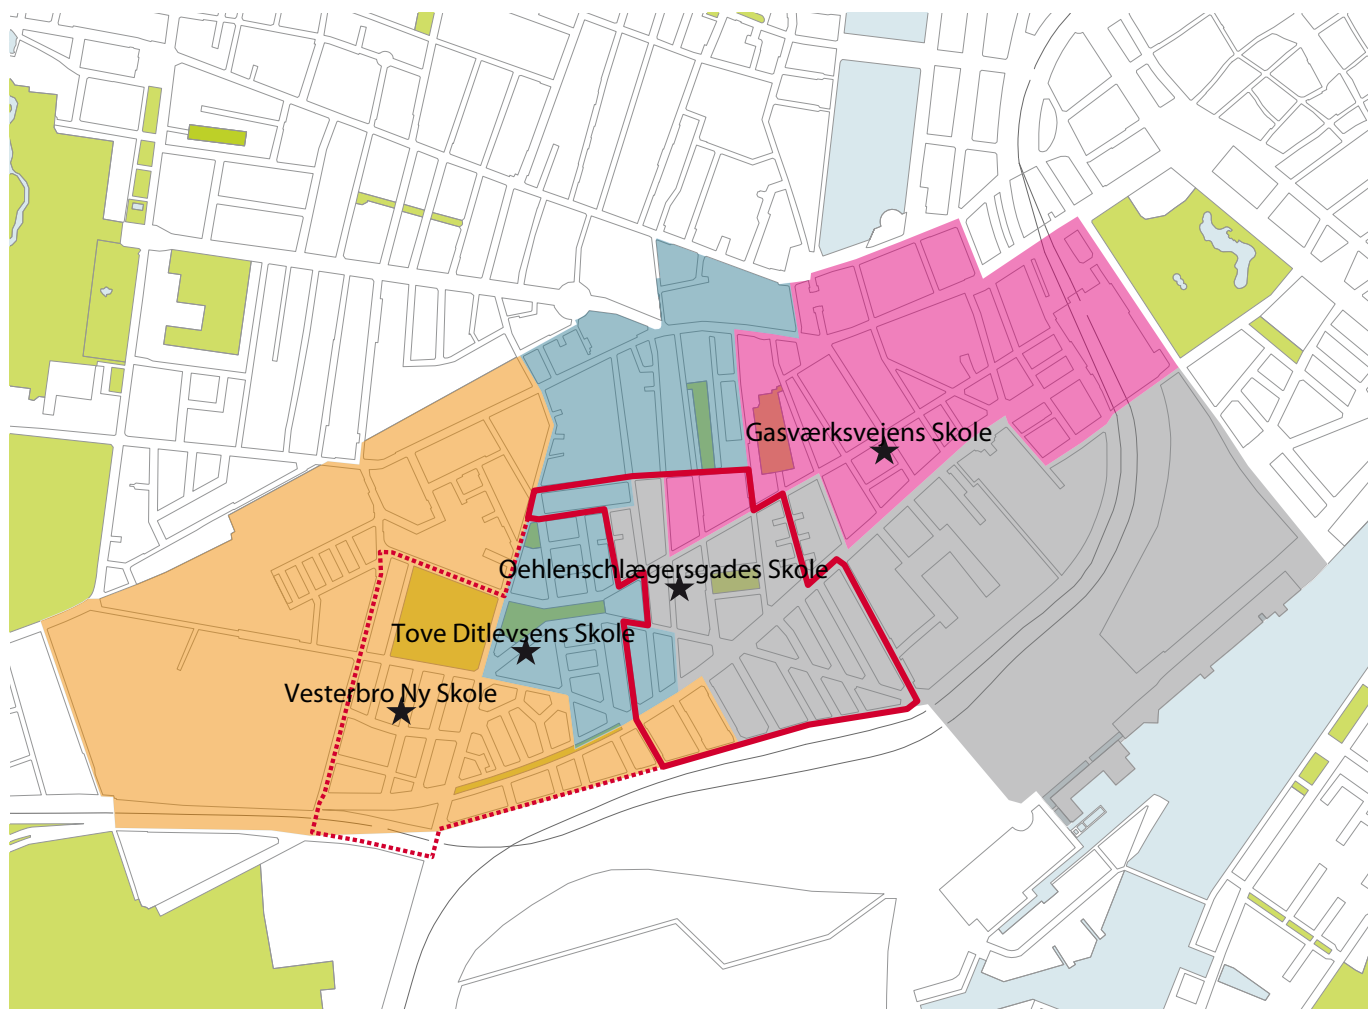 Gasværksvejens Skole
Oehlenschlægersgades Skole
Tove Ditlevsens Skole
Vesterbro Ny Skole